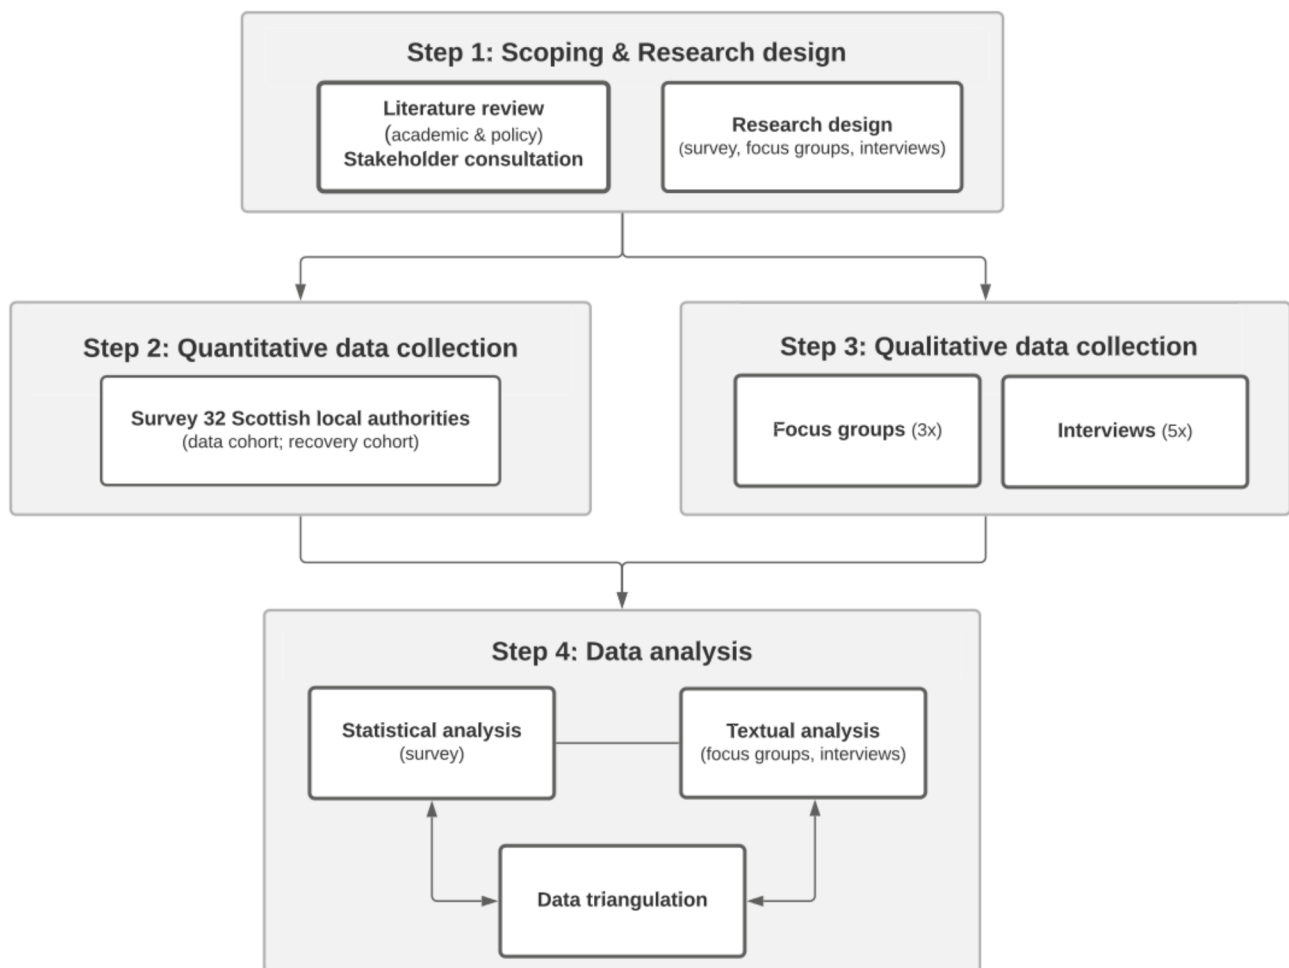 Step 1: Scoping & Research design
Literature review
(academic & policy)
Stakeholder consultation
Research design
(survey, focus groups, interviews)
Step 2: Quantitative data collection
Survey 32 Scottish local authorities
(data cohort; recovery cohort)
Step 3: Qualitative data collection
Focus groups (3x)
Interviews (5x)
Step 4: Data analysis
Statistical analysis
(survey)
Textual analysis
(focus groups, interviews)
Data triangulation